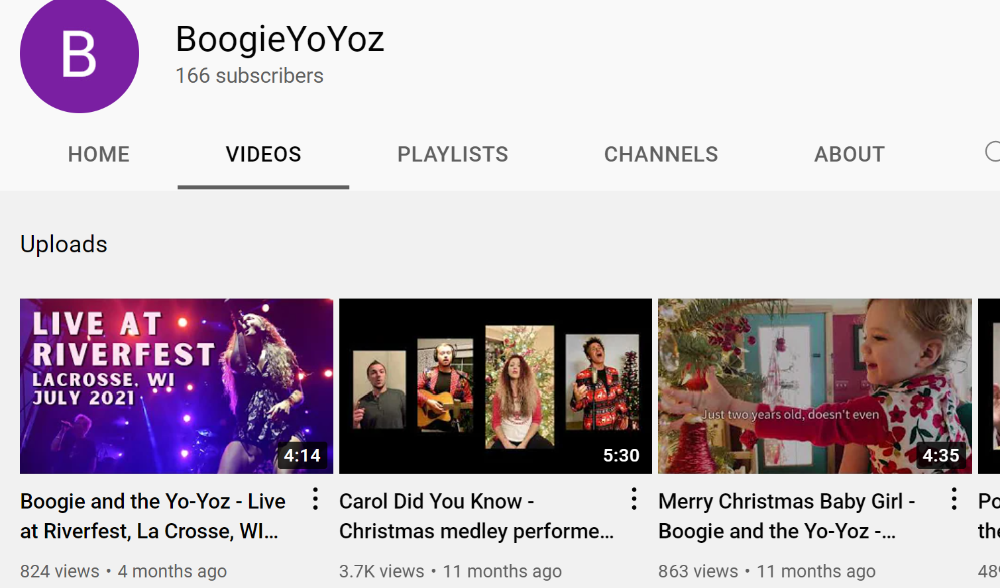 B
BoogieYoYoz
166 subscribers
HOME
VIDEOS
PLAYLISTS
CHANNELS
ABOUT
Uploads
LIVE AT
RIVERFEST
LACROSSE, WI
JULY 2021
4:14
5:30
Just two years old, doesn't even
4:35
Boogie and the Yo-Yoz - Live
at Riverfest, La Crosse, WI...
824 views • 4 months ago
Carol Did You Know -
Christmas medley performe...
3.7K views • 11 months ago
Merry Christmas Baby Girl -
Boogie and the Yo-Yoz -...
863 views • 11 months ago
Po
the
489